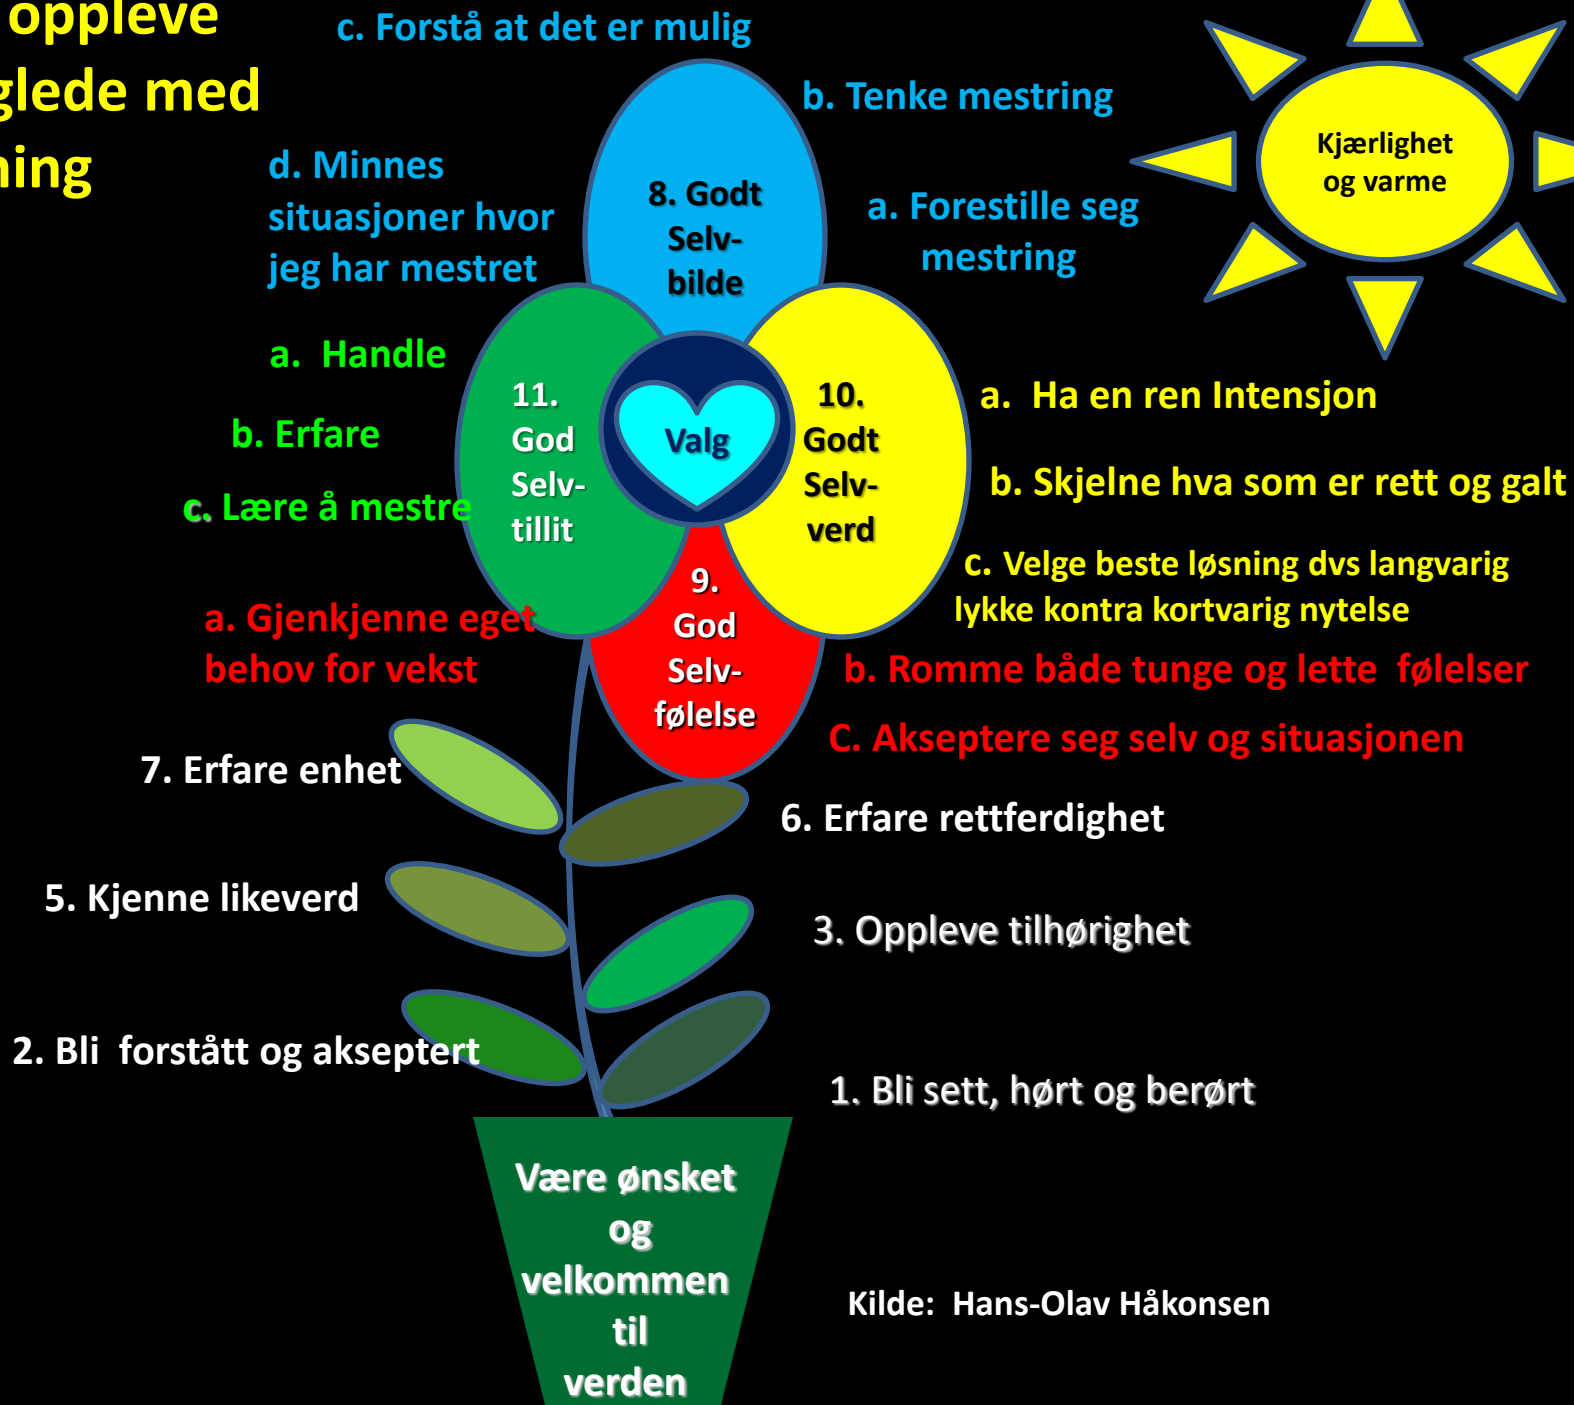 oppleve
glede med
c. Forstå at det er mulig
b. Tenke mestring
a. Forestille seg
mestring
d. Minnes
situasjoner hvor
jeg har mestret
Kjærlighet
og varme
8. Godt
Selv-
bilde
a. Handle
b. Erfare
c. Lære å mestre
11.
God
Selv-
tillit
Valg
10.
Godt
Selv-
verd
a. Ha en ren Intensjon
b. Skjelne hva som er rett og galt
c. Velge beste løsning dvs langvarig
lykke kontra kortvarig nytelse
9.
God
Selv-
følelse
a. Gjenkjenne eget
behov for vekst
b. Romme både tunge og lette følelser
C. Akseptere seg selv og situasjonen
7. Erfare enhet
6. Erfare rettferdighet
5. Kjenne likeverd
3. Oppleve tilhørighet
2. Bli forstått og akseptert
1. Bli sett, hørt og berørt
Være ønsket
og
velkommen
til
verden
Kilde: Hans-Olav Håkonsen